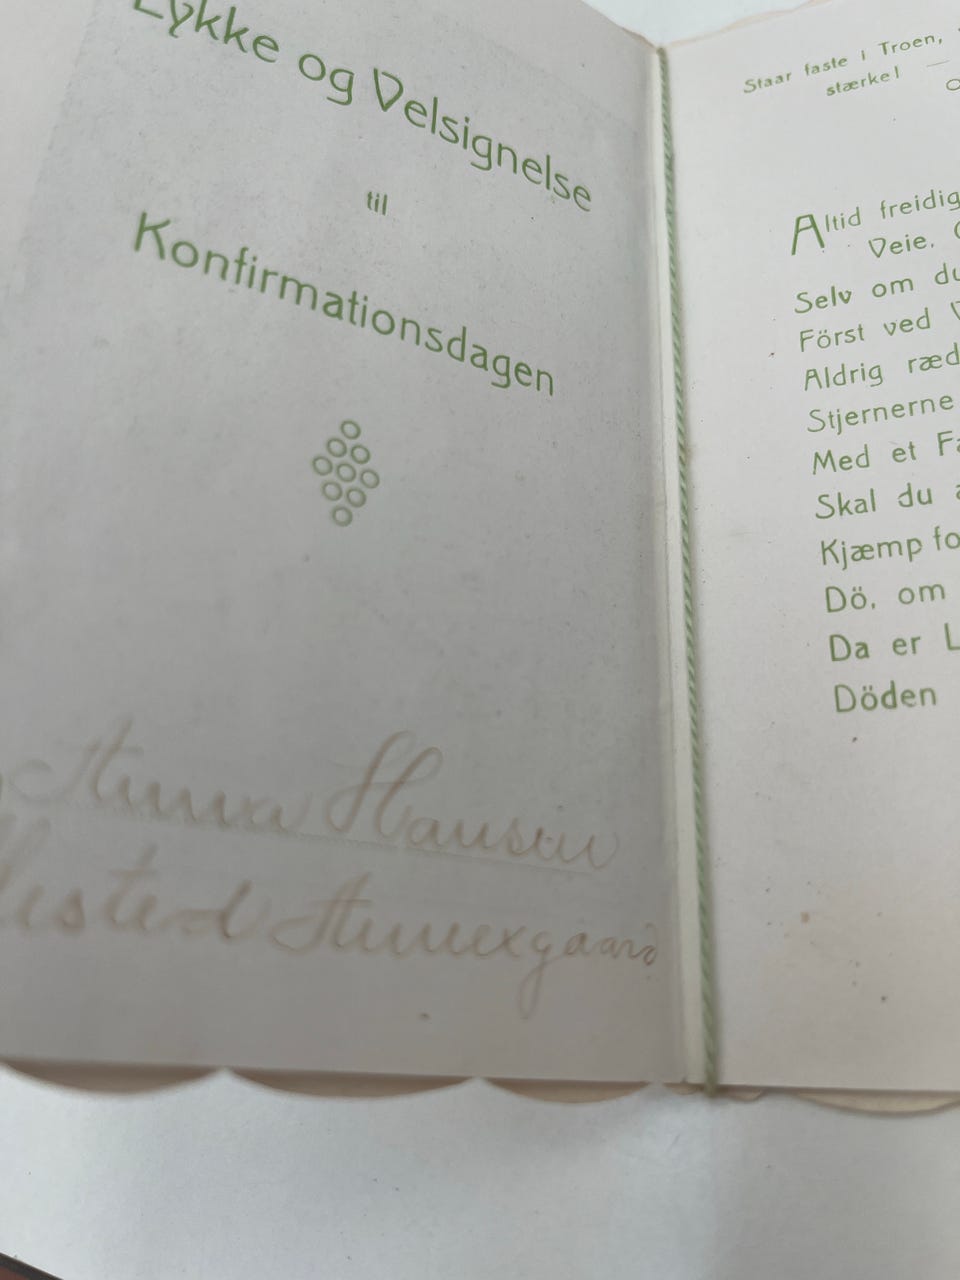 Lykke og Velsignelse
til
Konfirmationsdagen
Hansen
Staar faste i Troen,
stærke!
Altid freidig
Veie,
Selv om du
Först ved
Aldrig ræd
Stjernerne
Med et
Skal du
Kjæmp fo
Dö, om
Da er L
Döden